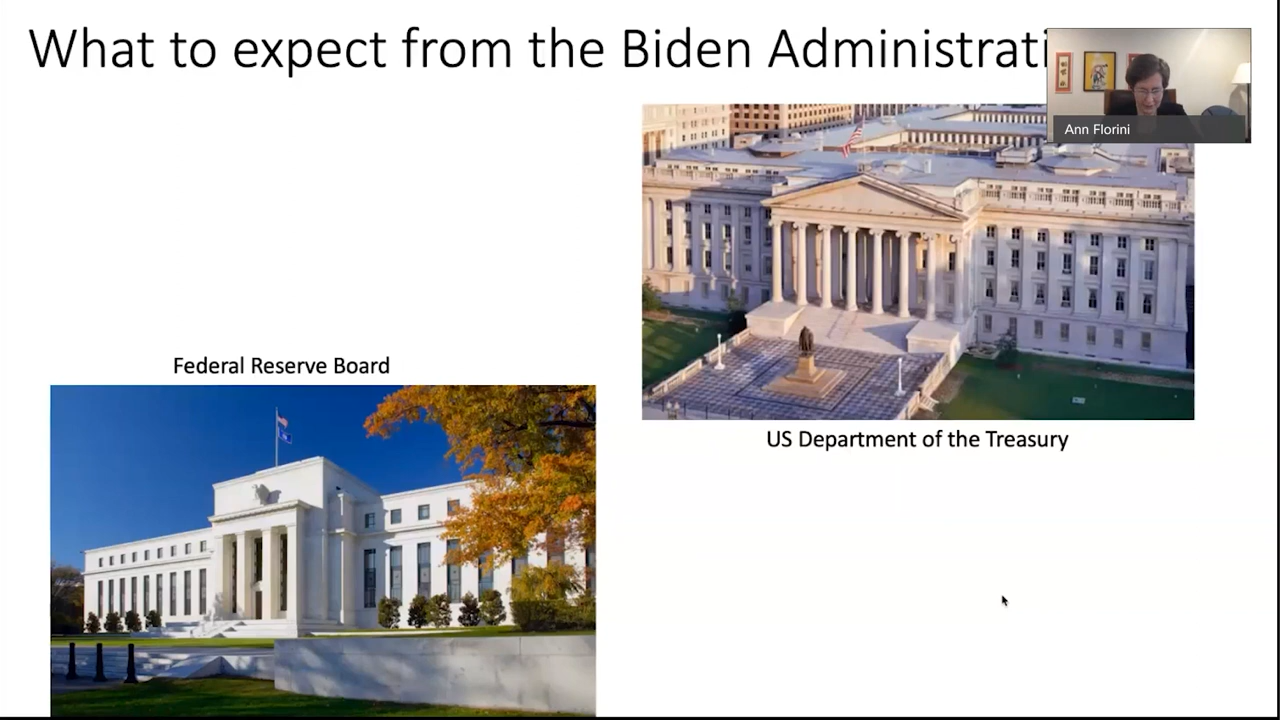 What to expect from the Biden Administrati
Ann Florini
Federal Reserve Board
US Department of the Treasury